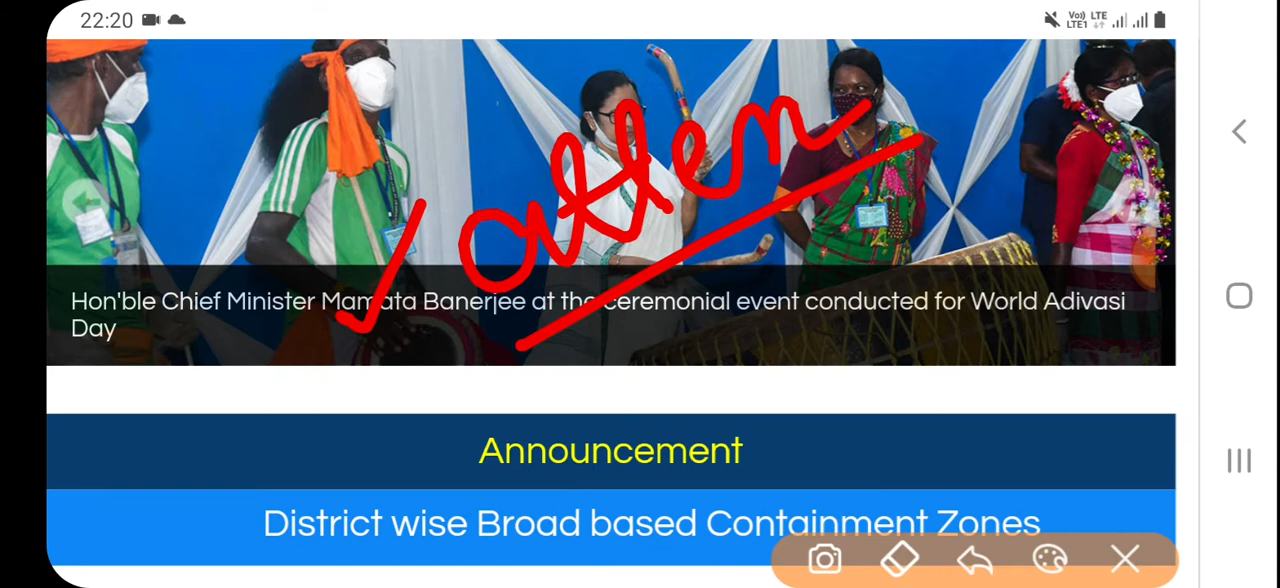 22:20
Vo)) LTE
LTE1
atten
Hon'ble Chief Minister Mamata Banerjee at the ceremonial event conducted for World Adivasi
Day
Announcement
District wise Broad based Containment Zones